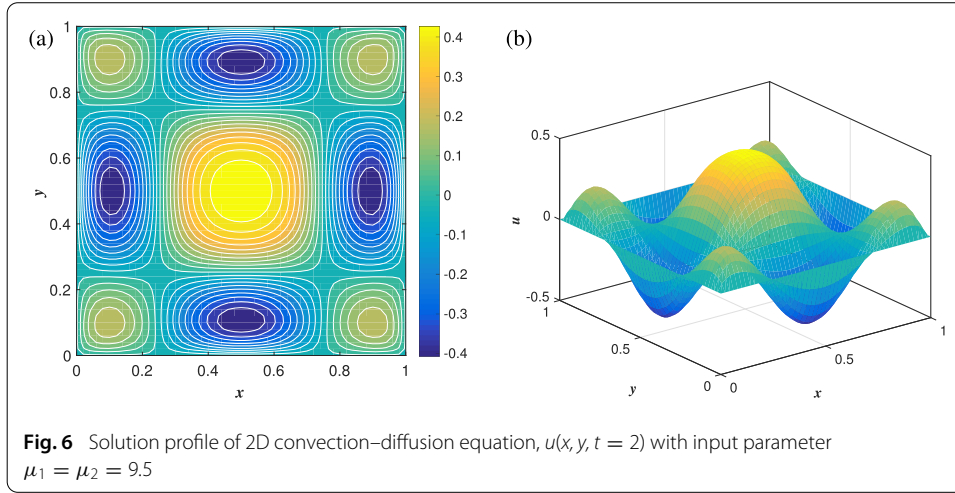 (a)
1
0.8
0.6
y
0.4
0.2
0
0 0.2 0.4 0.6 0.8 1
x
0.4
0.3
0.2
0.1
0
-0.1
-0.2
-0.3
-0.4
(b)
0.5
u
0
-0.5
1
0.5
y
0
0
0.5
x
1
Fig. 6 Solution profile of 2D convection–diffusion equation, u(x, y, t = 2) with input parameter
μ₁ = μ₂ = 9.5